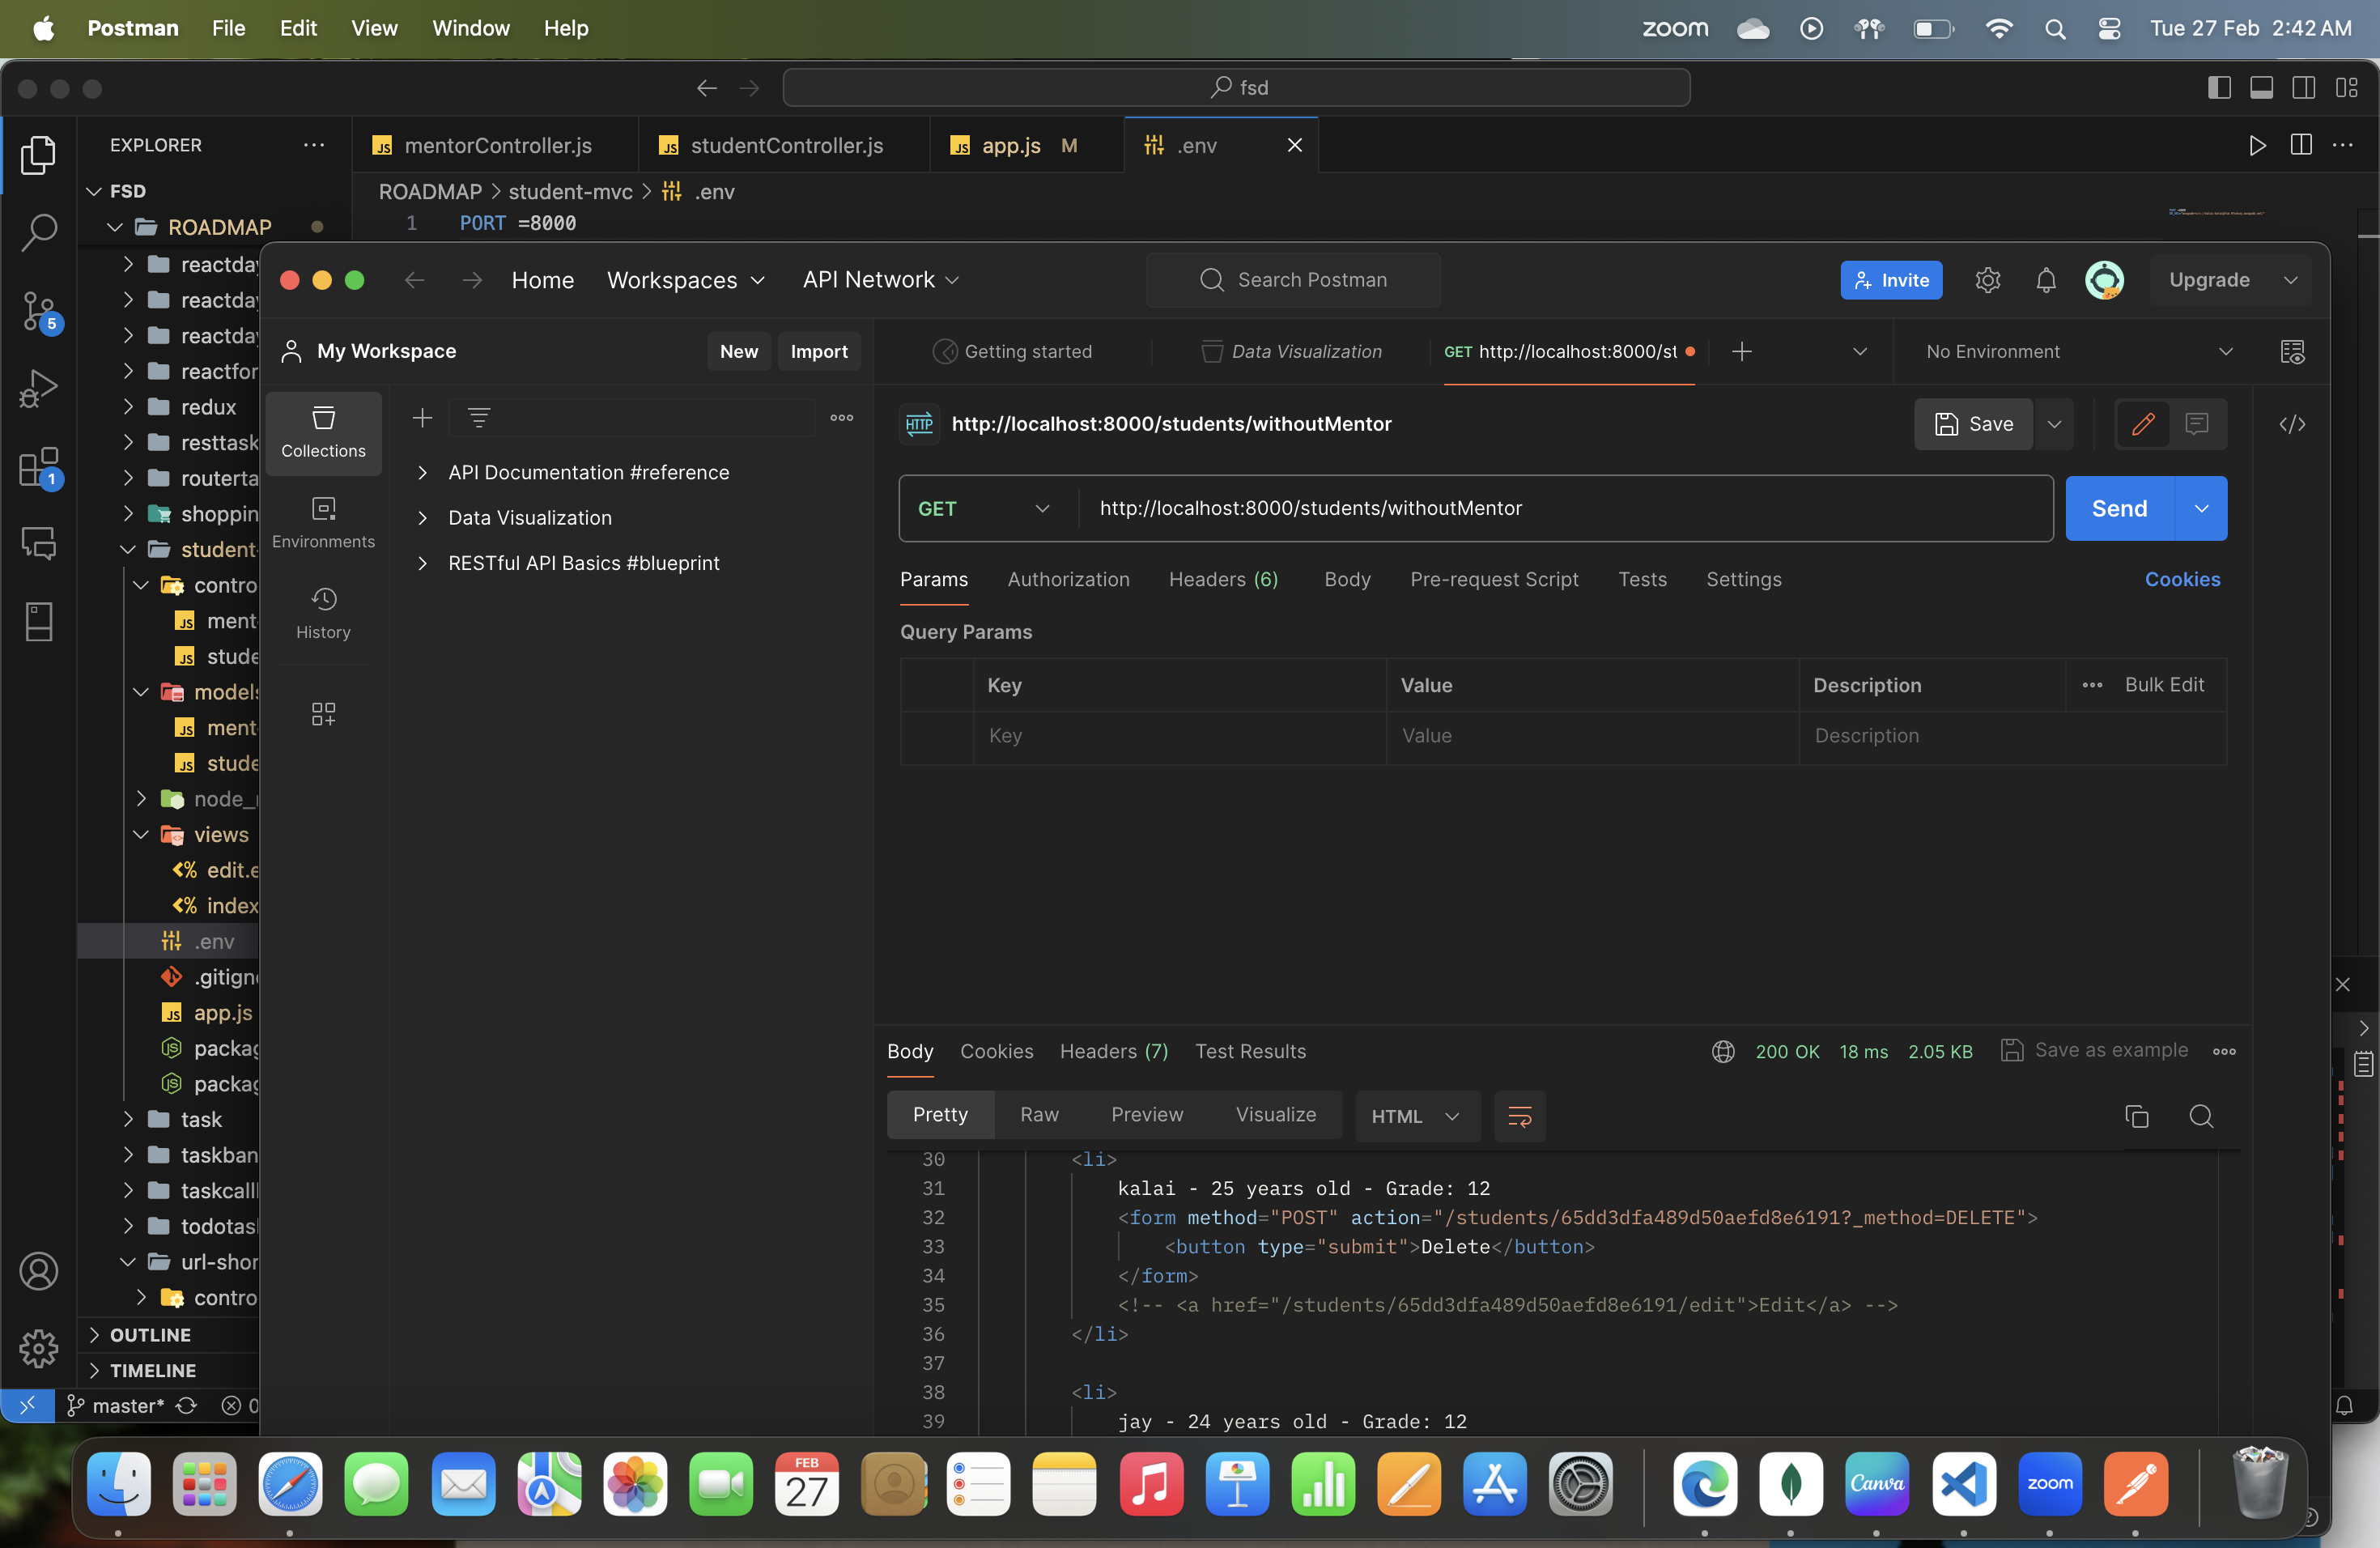 Postman File Edit View Window Help
zoom Tue 27 Feb 2:42 AM
fsd
EXPLORER
mentorController.js
studentController.js
app.js M
.env
FSD
ROADMAP > student-mvc > .env
1 PORT =8000
ROADMAP
reactday
reactday
reactday
reactfor
redux
resttask
routerta
shoppin
student-
contro
ment
stude
models
ment
stude
node_
views
edit.e
index
.env
.gitign
app.js
packag
packag
task
taskban
taskcall
todotas
url-shor
contro
OUTLINE
TIMELINE
master* 0
5
1
Home Workspaces API Network
Search Postman
Invite
Upgrade
My Workspace
New Import
Getting started
Data Visualization
GET http://localhost:8000/st
No Environment
Collections
Environments
History
API Documentation #reference
Data Visualization
RESTful API Basics #blueprint
HTTP http://localhost:8000/students/withoutMentor
Save
GET http://localhost:8000/students/withoutMentor
Send
Params Authorization Headers (6) Body Pre-request Script Tests Settings
Cookies
Query Params
Key Value Description Bulk Edit
Key Value Description
Body Cookies Headers (7) Test Results
200 OK 18 ms 2.05 KB Save as example
Pretty Raw Preview Visualize HTML
30 <li>
31 kalai - 25 years old - Grade: 12
32 <form method="POST" action="/students/65dd3dfa489d50aefd8e6191?_method=DELETE">
33 <button type="submit">Delete</button>
34 </form>
35 <!-- <a href="/students/65dd3dfa489d50aefd8e6191/edit">Edit</a> -->
36 </li>
37
38 <li>
39 jay - 24 years old - Grade: 12
FEB
27
Canva
zoom